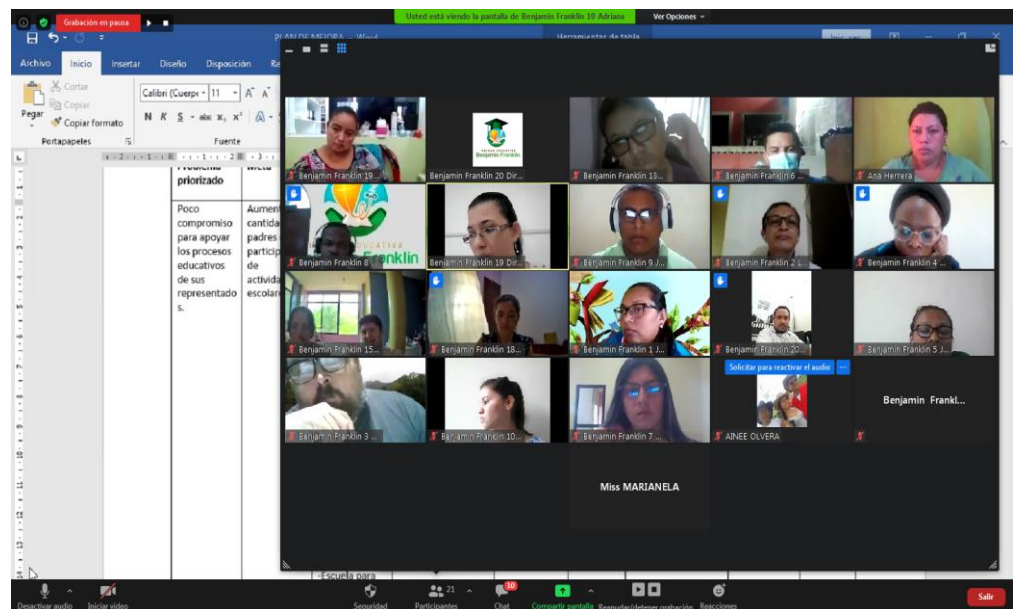 Grabación en pausa
Usted está viendo la pantalla de Benjamin Franklin 10 Adriana
Ver Opciones
PLAN DE MEJORA - Word
Herramientas de tabla
Archivo
Inicio
Insertar
Diseño
Disposición
Cortar
Copiar
Copiar formato
Pegar
Portapapeles
Calibri (Cuerpo
11
N K S
Fuente
Problema
priorizado
Meta
Poco
compromiso
para apoyar
los procesos
educativos
de sus
representado
s.
Aumen
cantida
padres
particip
de
activida
escolar
Benjamin Franklin 19...
Benjamin Franklin
Benjamin Franklin 20 Dir...
Benjamin Franklin 13...
Benjamin Franklin 6
Ana Herrera
Benjamin Franklin 8
Franklin
Benjamin Franklin 19 Dir...
Benjamin Franklin 9 J...
Benjamin Franklin 2 L
Benjamin Franklin 4 ...
Benjamin Franklin 15...
Benjamin Franklin 18...
Benjamin Franklin 1 J...
Benjamin Franklin 20...
Benjamin Franklin 5 J...
Solicitar para reactivar el audio
Benjamin Franklin 3 ...
Benjamin Franklin 10...
Benjamin Franklin 7 ...
AINEE OLVERA
Benjamin Frankl...
Miss MARIANELA
-Escuela para
Desactivar audio
Iniciar video
Seguridad
21
Participantes
10
Chat
Compartir pantalla
Reanudar/detener grabación
Reacciones
Salir